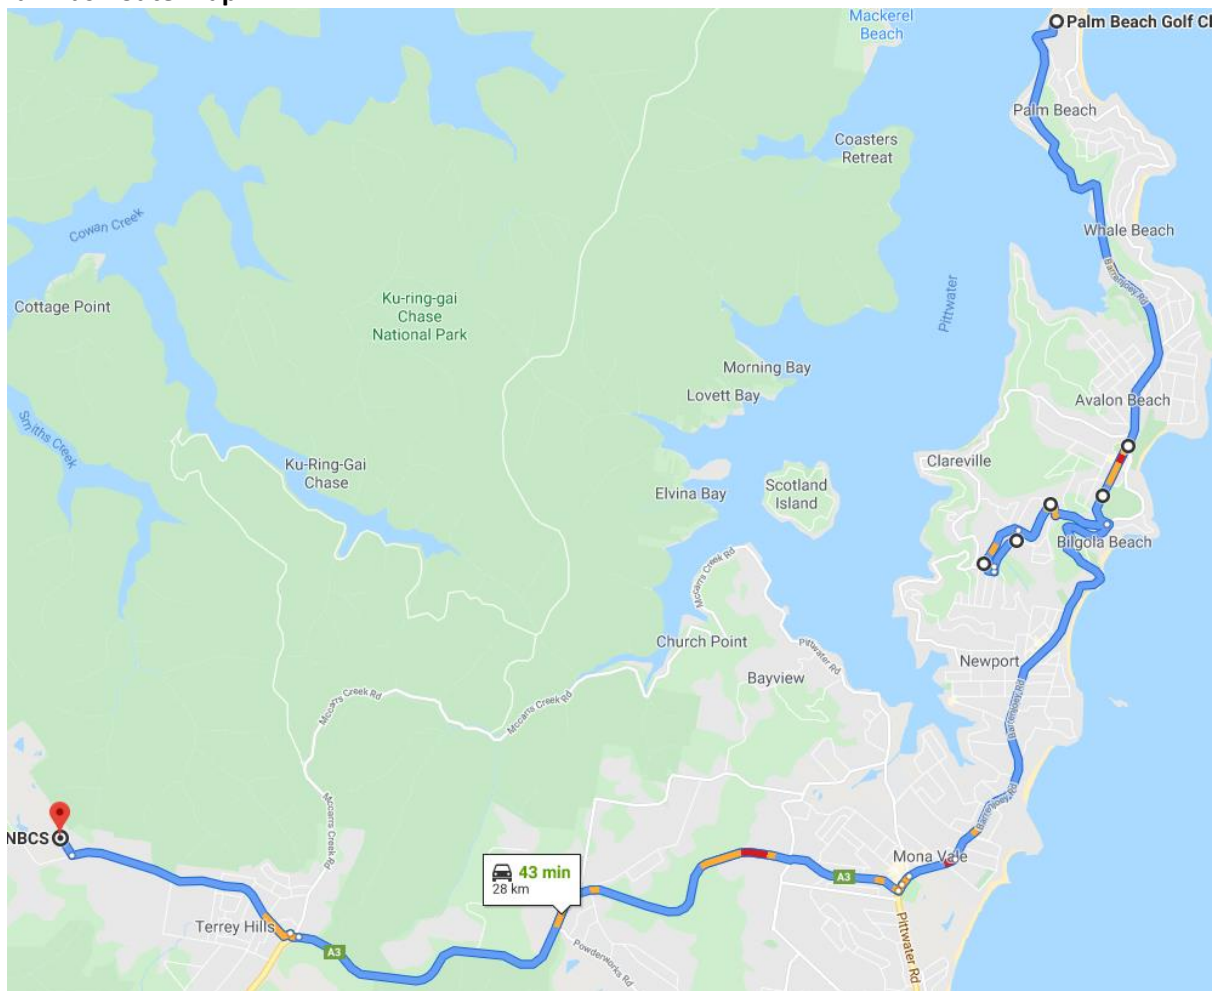 Mackerel
Beach
Palm Beach Golf Cl
Palm Beach
Coasters
Retreat
Cowan Creek
Whale Beach
Barrenjoey Rd
Cottage Point
Ku-ring-gai
Chase
National Park
Pittwater
Morning Bay
Lovett Bay
Avalon Beach
Smiths Creek
Ku-Ring-Gai
Chase
Clareville
Elvina Bay
Scotland
Island
Bilgola Beach
Mccarrs Creek Rd
Church Point
Pittwater Rd
Newport
Bayview
Mccarrs Creek Rd
Mccarrs Creek Rd
Barrenjoey Rd
Barrenjoey Rd
Mccarrs Creek Rd
NBCS
Mona Vale
43 min
28 km
A3
Terrey Hills
A3
Powderworks Rd
Pittwater Rd